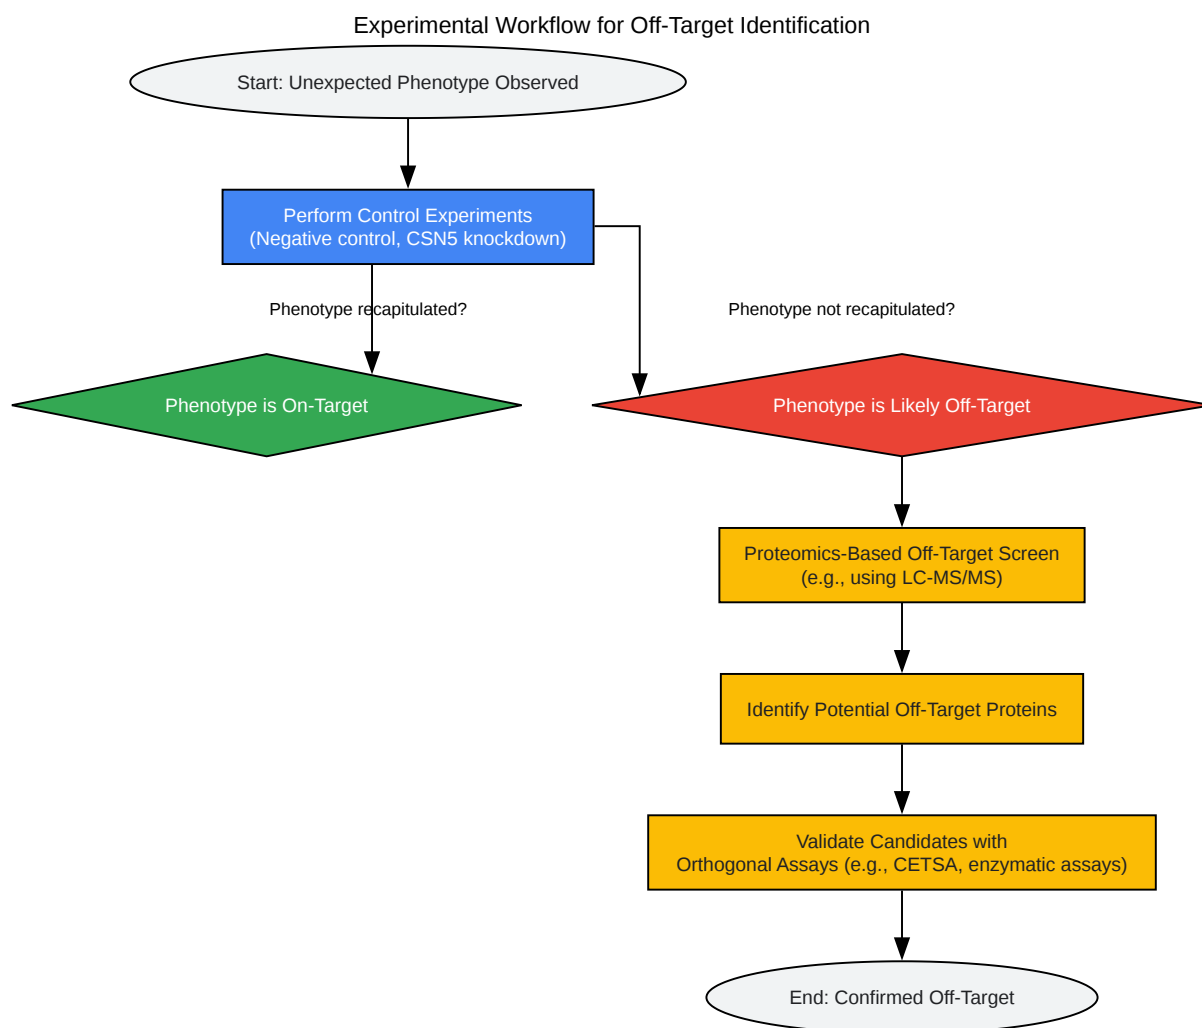 Experimental Workflow for Off-Target Identification
Start: Unexpected Phenotype Observed
Perform Control Experiments
(Negative control, CSN5 knockdown)
Phenotype recapitulated?
Phenotype not recapitulated?
Phenotype is On-Target
Phenotype is Likely Off-Target
Proteomics-Based Off-Target Screen
(e.g., using LC-MS/MS)
Identify Potential Off-Target Proteins
Validate Candidates with
Orthogonal Assays (e.g., CETSA, enzymatic assays)
End: Confirmed Off-Target